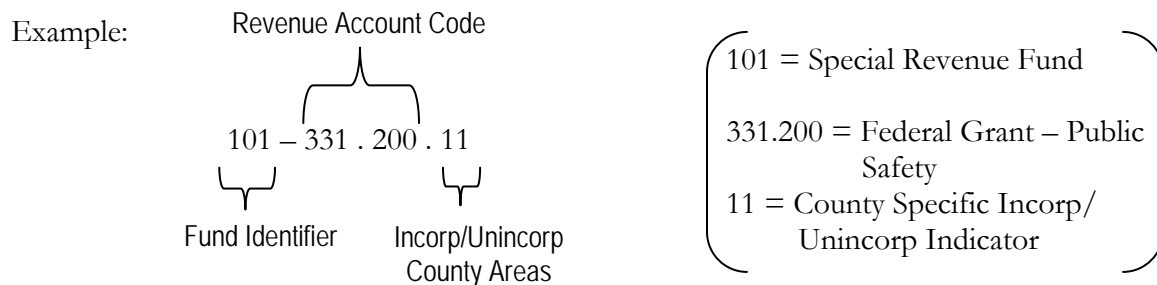 Example:
Revenue Account Code
101 – 331 . 200 . 11
Fund Identifier
Incorp/Unincorp
County Areas
101 = Special Revenue Fund
331.200 = Federal Grant – Public
Safety
11 = County Specific Incorp/
Unincorp Indicator